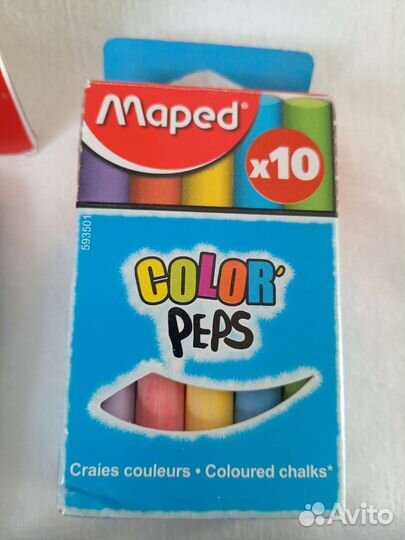 Maped®
x10
593501
COLOR'
PEPS
Craies couleurs • Coloured chalks*
Avito